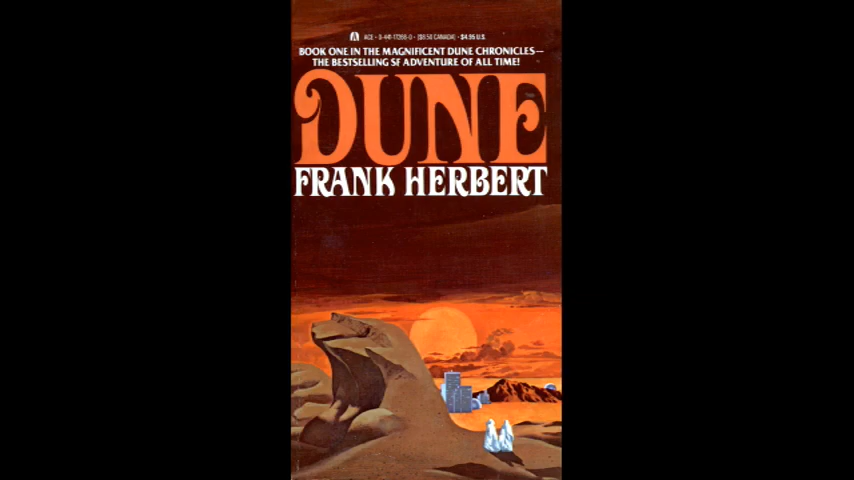 ACE • 0-441-17266-0 • [$6.50 CANADA] • $4.95 U.S.
BOOK ONE IN THE MAGNIFICENT DUNE CHRONICLES—
THE BESTSELLING SF ADVENTURE OF ALL TIME!
DUNE
FRANK HERBERT